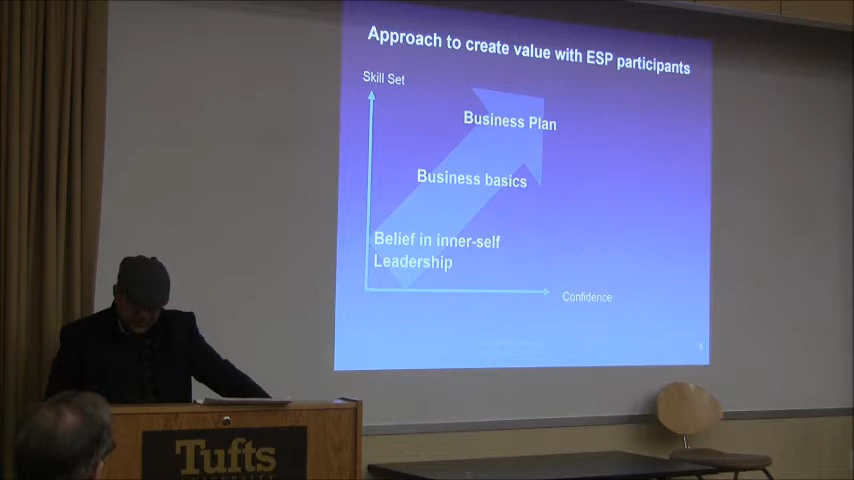 Approach to create value with ESP participants
Skill Set
Business Plan
Business basics
Belief in inner-self
Leadership
Confidence
Tufts
UNIVERSITY